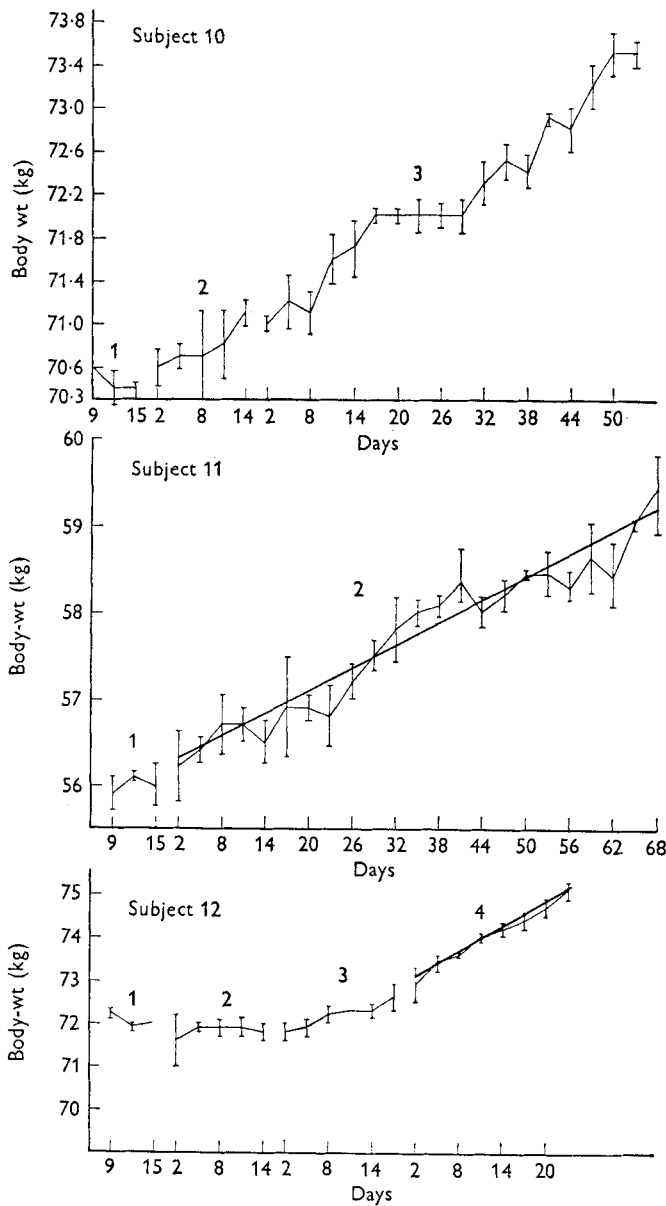 Subject 10
73·8
73·4
73·0
72·6
72·2
71·8
71·4
71·0
70·6
70·3
Body wt (kg)
1
2
3
9 15 2 8 14 2 8 14 20 26 32 38 44 50
Days
Subject 11
60
59
58
57
56
Body-wt (kg)
1
2
9 15 2 8 14 20 26 32 38 44 50 56 62 68
Days
Subject 12
75
74
73
72
71
70
Body-wt (kg)
1
2
3
4
9 15 2 8 14 2 8 14 2 8 14 20
Days